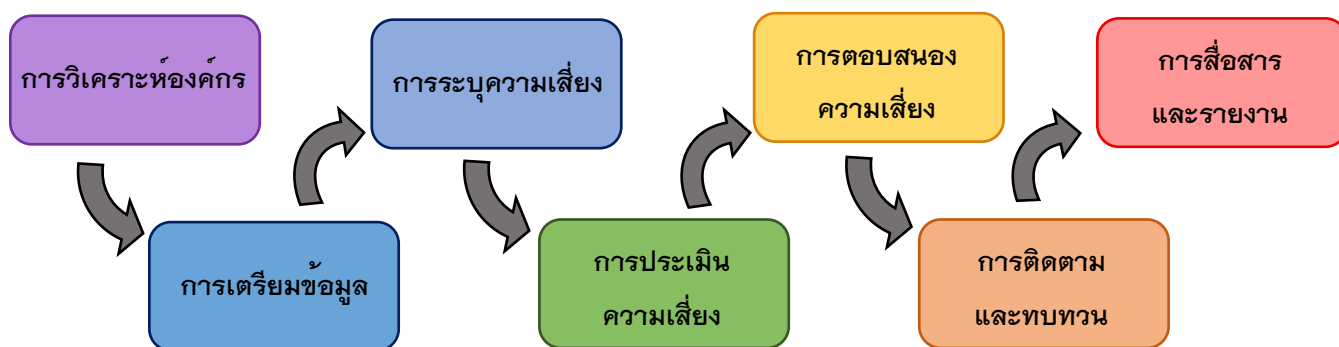 การวิเคราะห์องค์กร
การเตรียมข้อมูล
การระบุความเสี่ยง
การประเมิน
ความเสี่ยง
การตอบสนอง
ความเสี่ยง
การติดตาม
และทบทวน
การสื่อสาร
และรายงาน